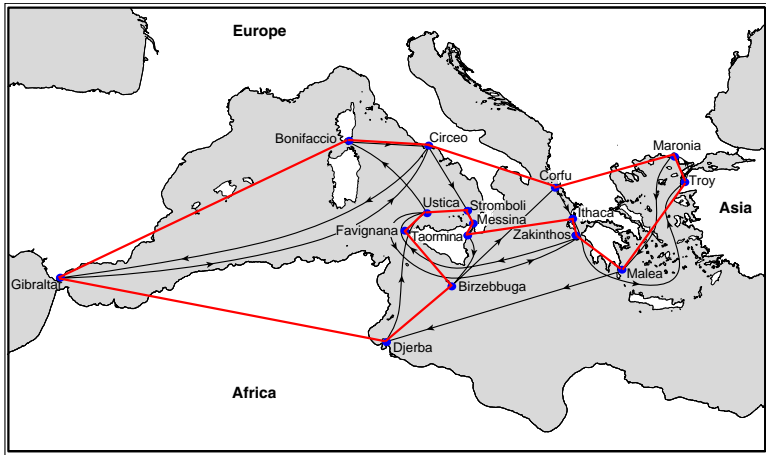 Europe
Bonifaccio
Circeo
Maronia
Corfu
Troy
Ustica
Stromboli
Asia
Messina
Ithaca
Favignana
Taormina
Zakinthos
Gibraltar
Malea
Birzebbuga
Djerba
Africa